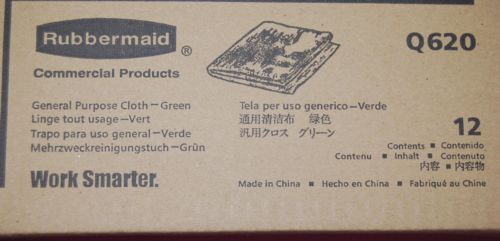 Rubbermaid®
Commercial Products
Q620
General Purpose Cloth – Green
Linge tout usage – Vert
Trapo para uso general – Verde
Mehrzweckreinigungstuch – Grün
Tela per uso generico – Verde
通用清洁布 绿色
汎用クロス グリーン
12
Contents ■ Contenido
Contenu ■ Inhalt ■ Contenuto
内容 ■ 内容物
Work Smarter.
Made in China ■ Hecho en China ■ Fabriqué au Chine